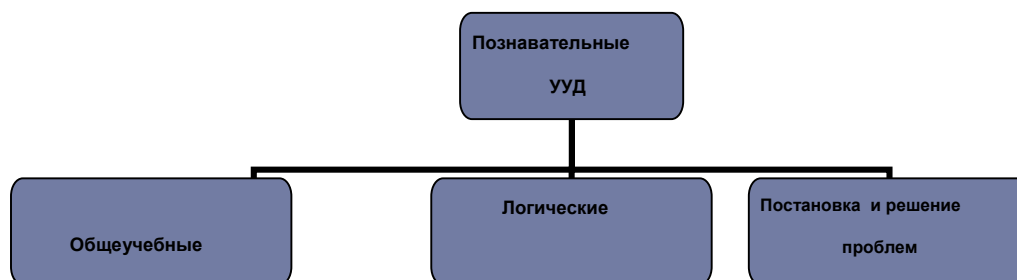 Познавательные
УУД
Общеучебные
Логические
Постановка и решение
проблем